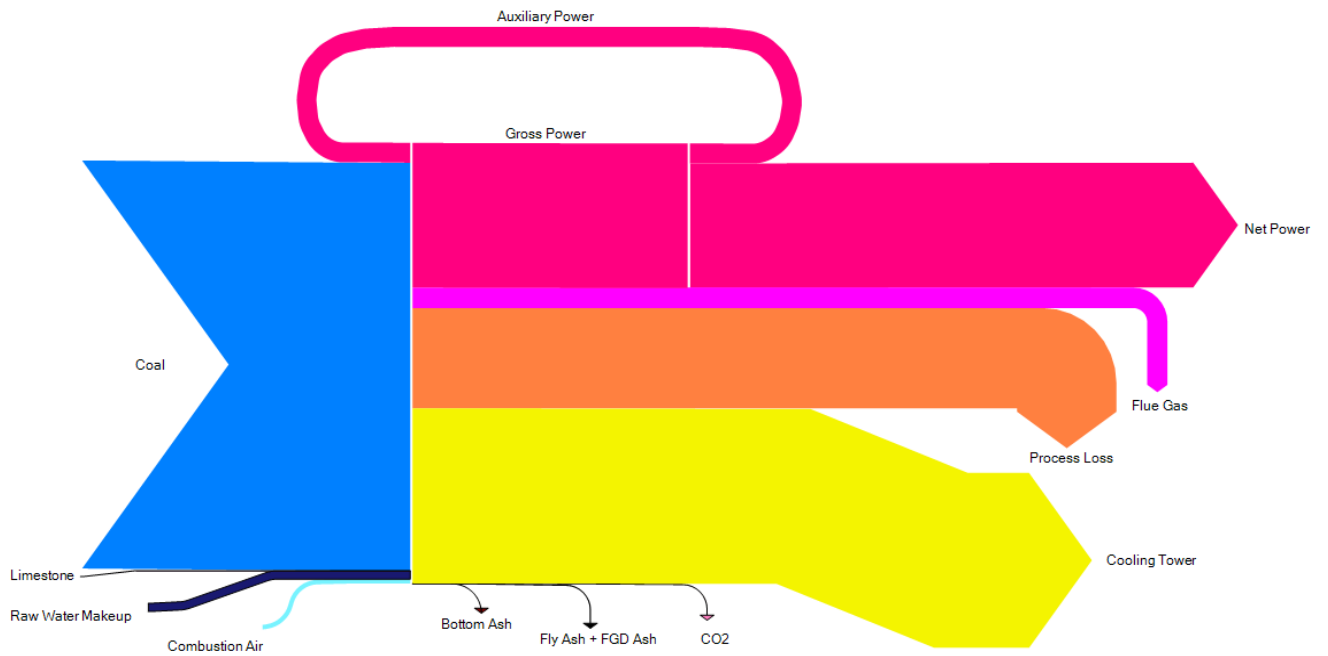 Auxiliary Power
Gross Power
Net Power
Coal
Flue Gas
Process Loss
Cooling Tower
Limestone
Raw Water Makeup
Combustion Air
Bottom Ash
Fly Ash + FGD Ash
CO2